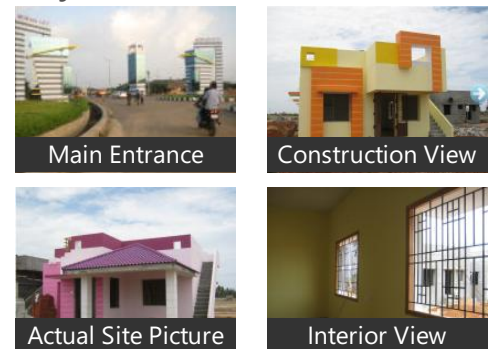 Main Entrance
Construction View
Actual Site Picture
Interior View